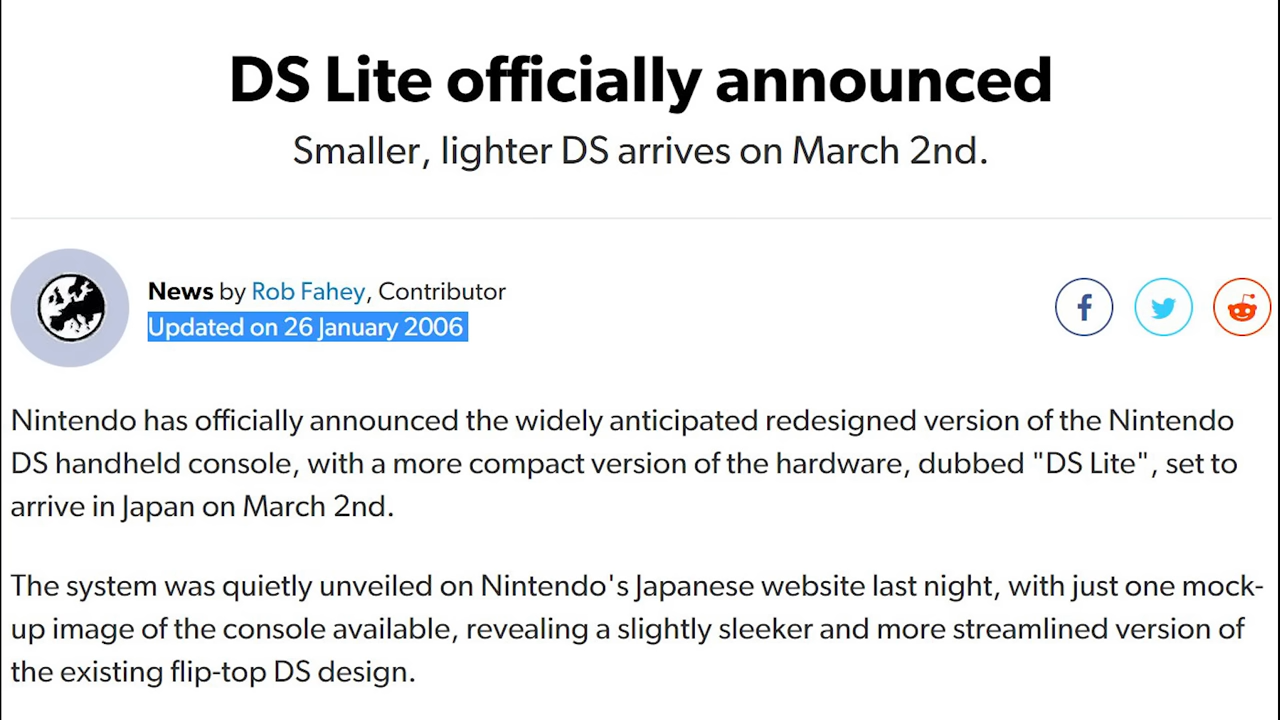 DS Lite officially announced
Smaller, lighter DS arrives on March 2nd.
News by Rob Fahey, Contributor
Updated on 26 January 2006
Nintendo has officially announced the widely anticipated redesigned version of the Nintendo
DS handheld console, with a more compact version of the hardware, dubbed "DS Lite", set to
arrive in Japan on March 2nd.
The system was quietly unveiled on Nintendo's Japanese website last night, with just one mock-
up image of the console available, revealing a slightly sleeker and more streamlined version of
the existing flip-top DS design.